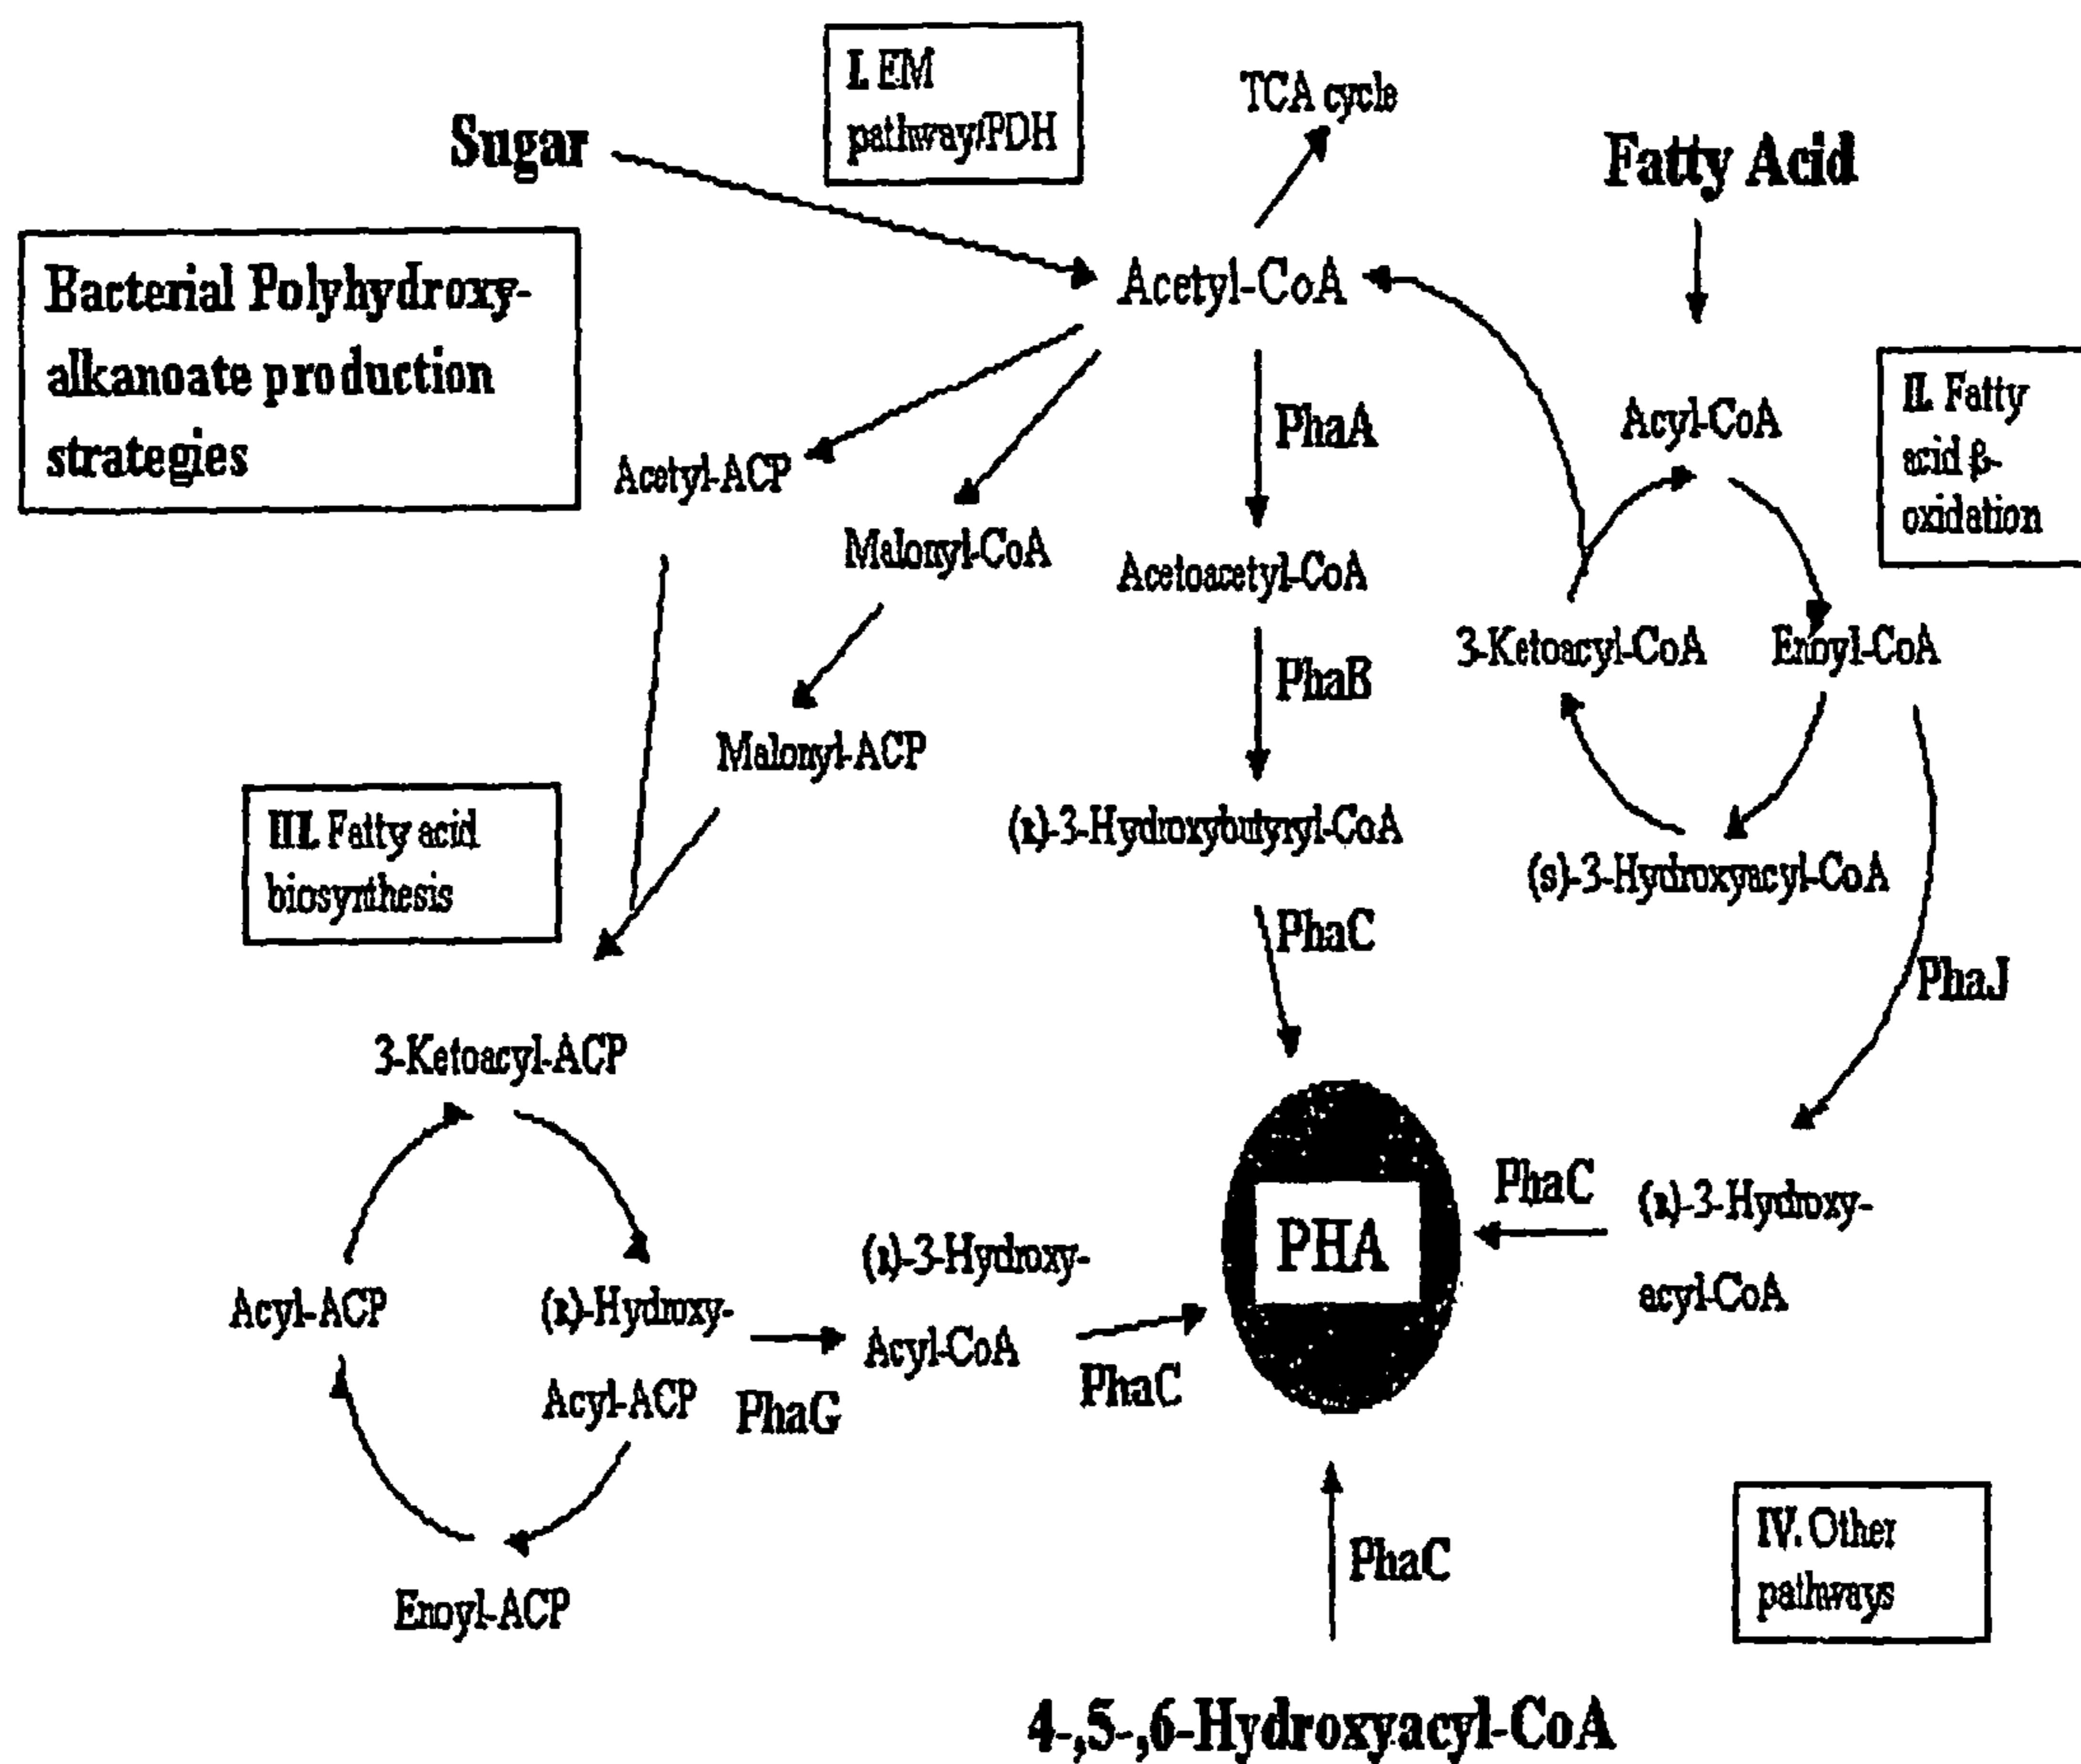 I. EM
pathway/PDH
TCA cycle
Sugar
Fatty Acid
Bacterial Polyhydroxy-
alkanoate production
strategies
Acetyl-CoA
II. Fatty
acid β-
oxidation
Acyl-CoA
PhaA
Acetyl-ACP
Malonyl-CoA
Acetoacetyl-CoA
3-Ketoacyl-CoA
Enoyl-CoA
PhaB
Malonyl-ACP
III. Fatty acid
biosynthesis
(R)-3-Hydroxybutyryl-CoA
(s)-3-Hydroxyacyl-CoA
PhaC
PhaJ
3-Ketoacyl-ACP
PhaC
(R)-3-Hydroxy-
acyl-CoA
PHA
(R)-3-Hydroxy-
Acyl-CoA
Acyl-ACP
(R)-Hydroxy-
Acyl-ACP
PhaG
PhaC
IV. Other
pathways
PhaC
Enoyl-ACP
4-,5-,6-Hydroxyacyl-CoA